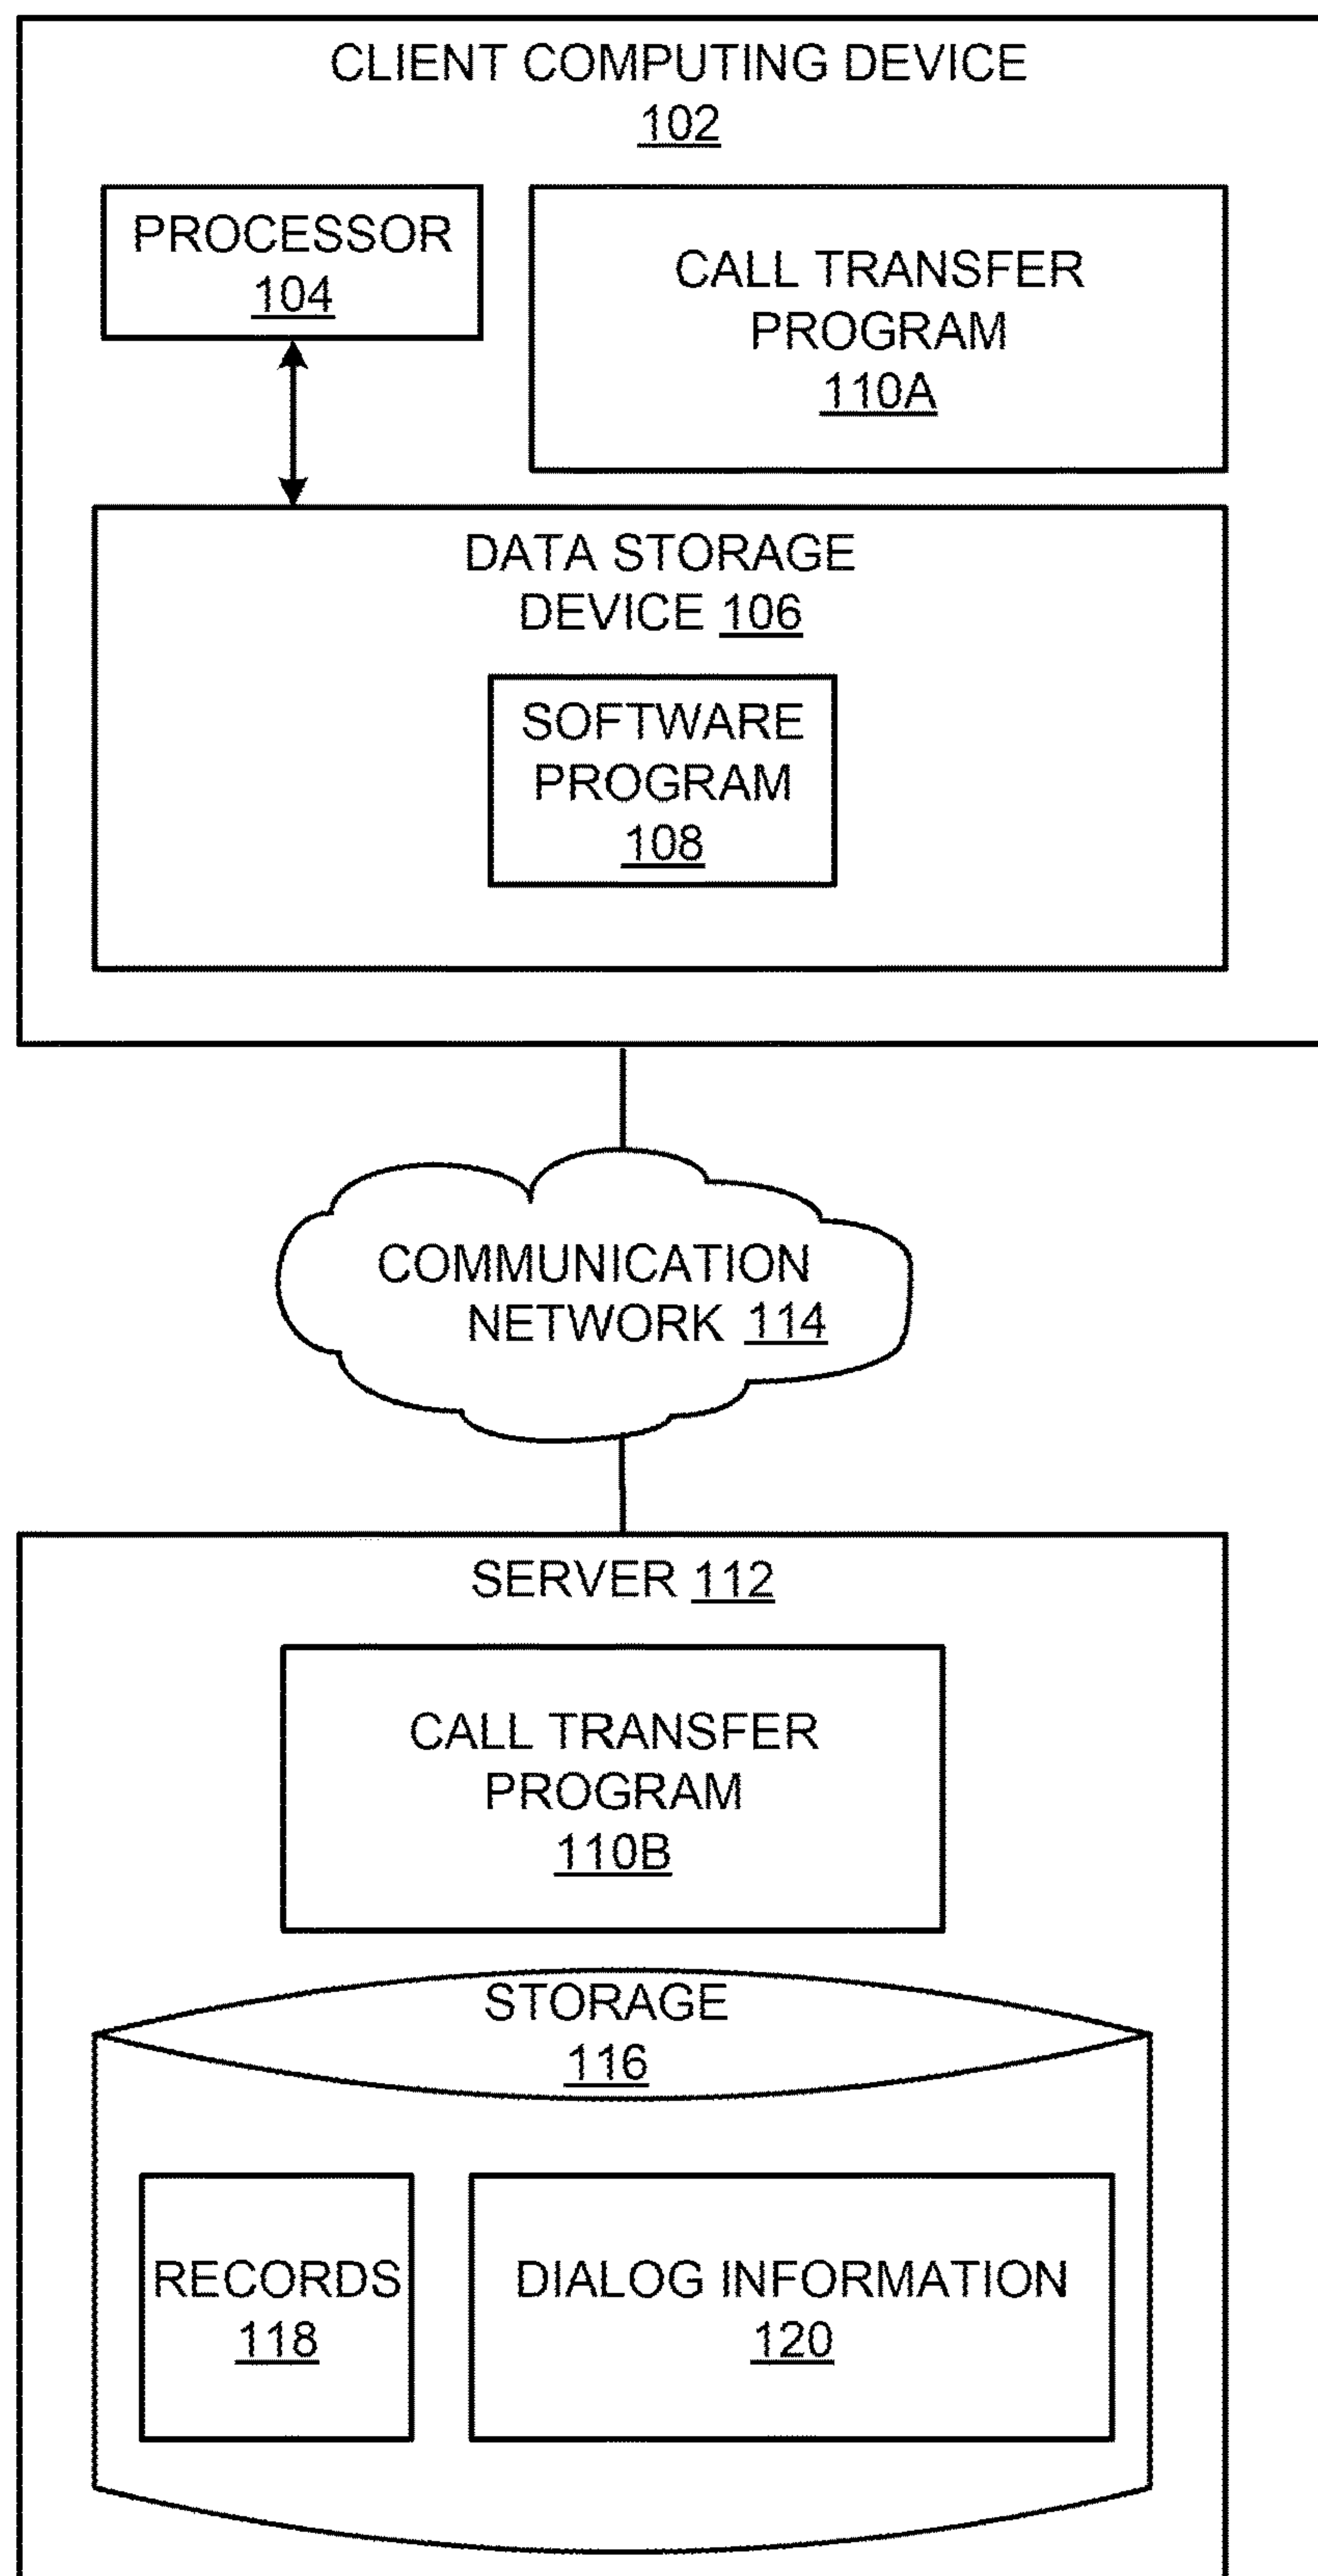 CLIENT COMPUTING DEVICE
102
PROCESSOR
104
CALL TRANSFER
PROGRAM
110A
DATA STORAGE
DEVICE 106
SOFTWARE
PROGRAM
108
COMMUNICATION
NETWORK 114
SERVER 112
CALL TRANSFER
PROGRAM
110B
STORAGE
116
RECORDS
118
DIALOG INFORMATION
120